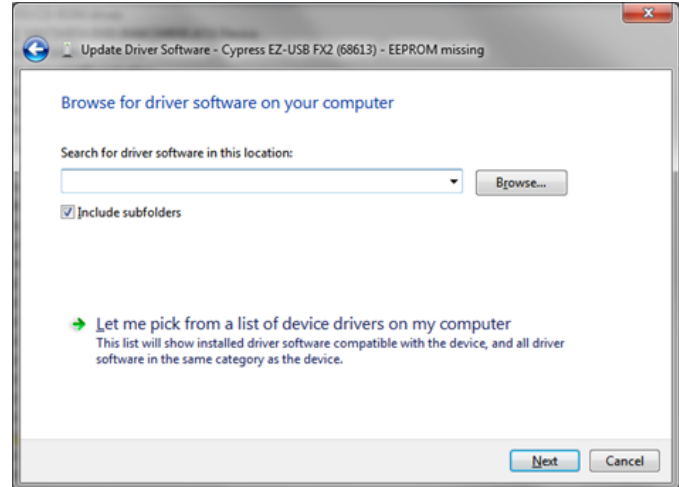 Update Driver Software - Cypress EZ-USB FX2 (68613) - EEPROM missing
Browse for driver software on your computer
Search for driver software in this location:
Browse...
Include subfolders
Let me pick from a list of device drivers on my computer
This list will show installed driver software compatible with the device, and all driver
software in the same category as the device.
Next Cancel